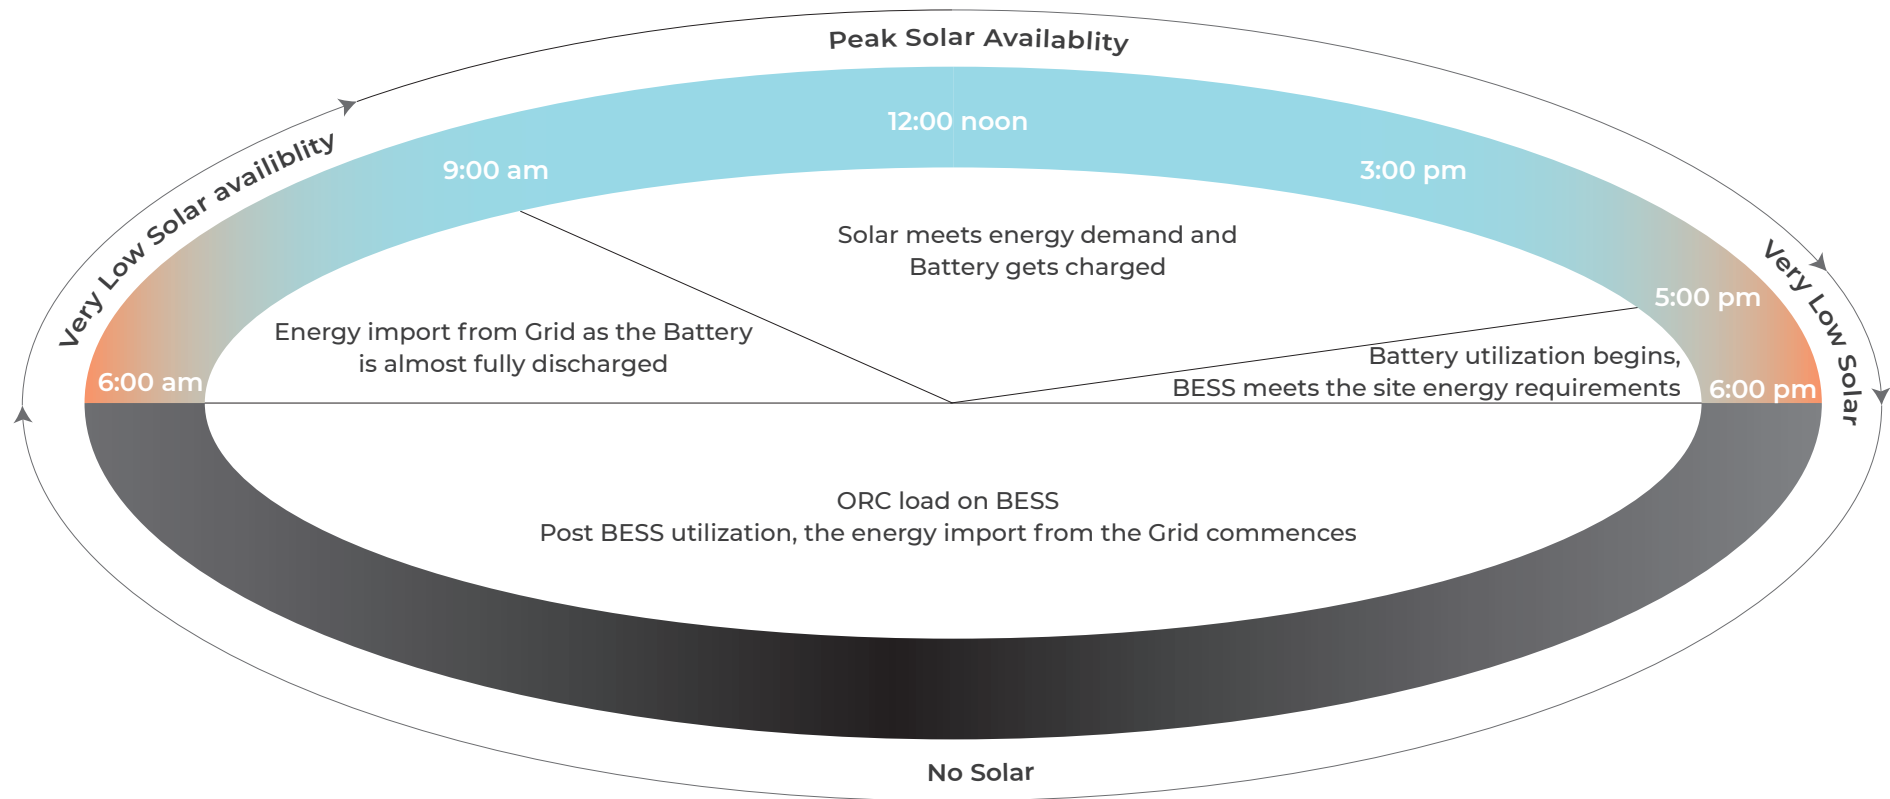 Peak Solar Availablity
12:00 noon
9:00 am
3:00 pm
Very Low Solar availiblity
Solar meets energy demand and
Battery gets charged
Very Low Solar
5:00 pm
Energy import from Grid as the Battery
is almost fully discharged
Battery utilization begins,
BESS meets the site energy requirements
6:00 am
6:00 pm
ORC load on BESS
Post BESS utilization, the energy import from the Grid commences
No Solar